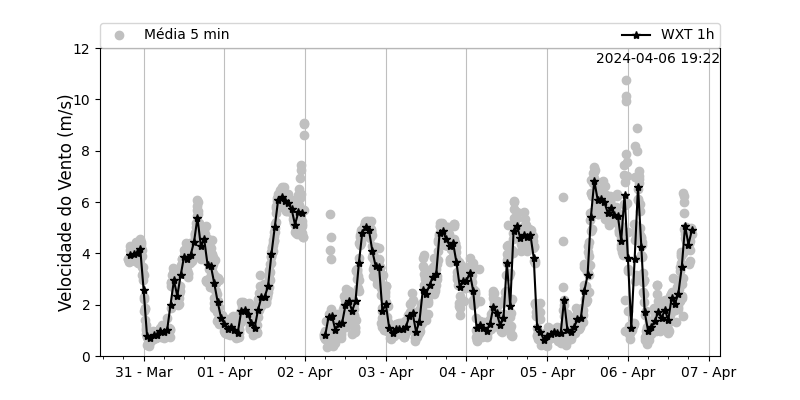 Média 5 min
WXT 1h
2024-04-06 19:22
Velocidade do Vento (m/s)
12
10
8
6
4
2
0
31 - Mar
01 - Apr
02 - Apr
03 - Apr
04 - Apr
05 - Apr
06 - Apr
07 - Apr